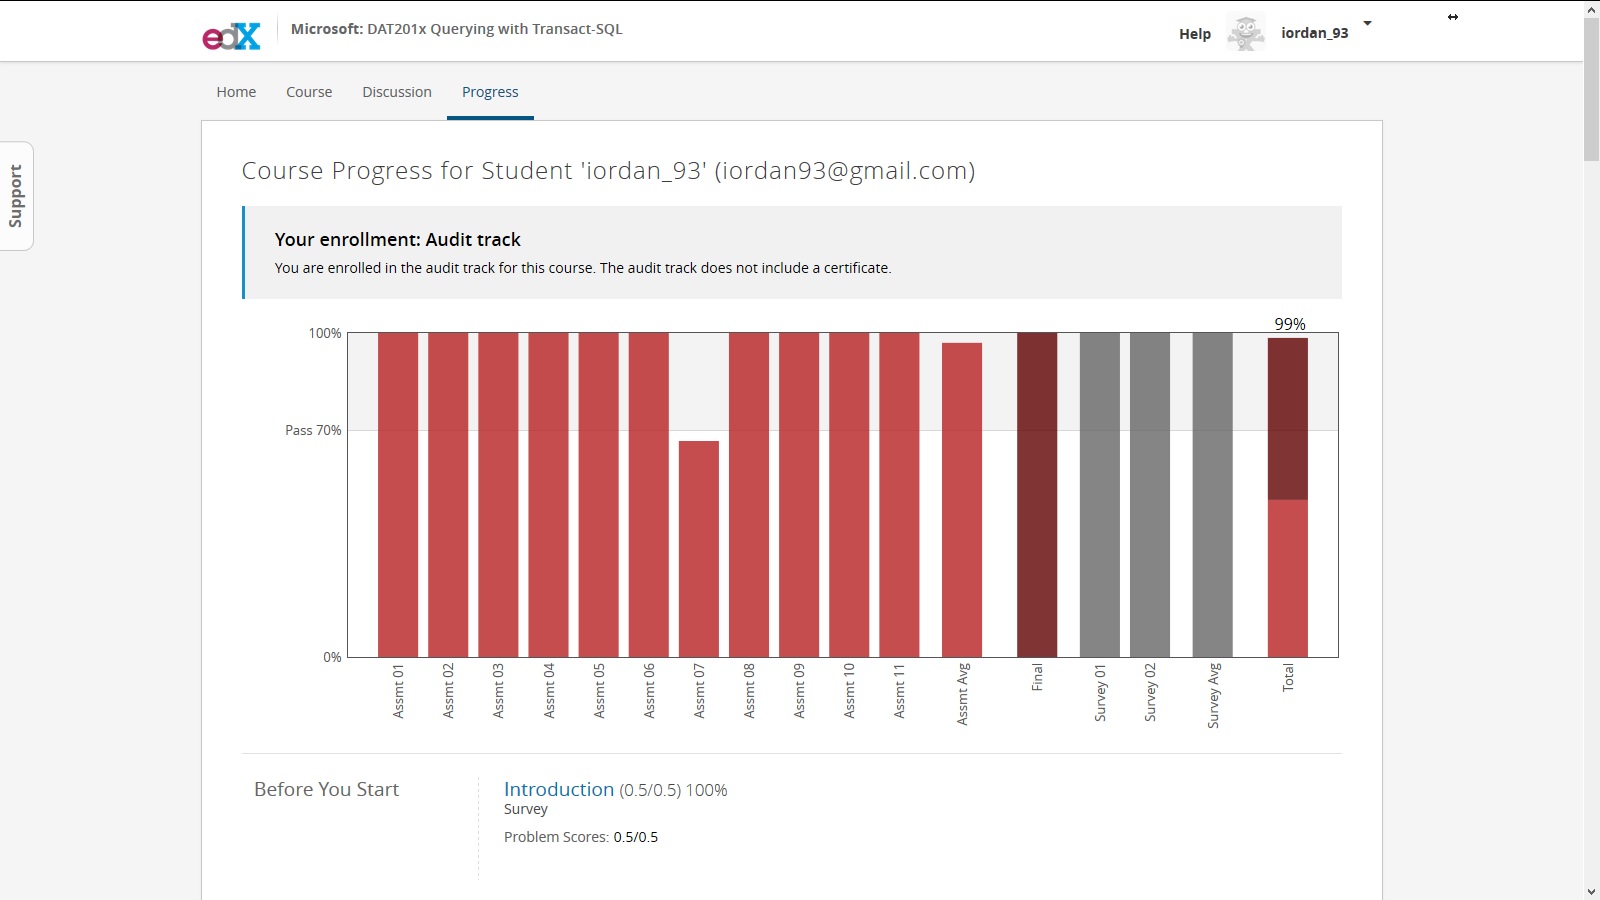 edX
Microsoft: DAT201x Querying with Transact-SQL
Help
iordan_93
Home
Course
Discussion
Progress
Support
Course Progress for Student 'iordan_93' (iordan93@gmail.com)
Your enrollment: Audit track
You are enrolled in the audit track for this course. The audit track does not include a certificate.
99%
100%
Pass 70%
0%
Assmt 01
Assmt 02
Assmt 03
Assmt 04
Assmt 05
Assmt 06
Assmt 07
Assmt 08
Assmt 09
Assmt 10
Assmt 11
Assmt Avg
Final
Survey 01
Survey 02
Survey Avg
Total
Before You Start
Introduction (0.5/0.5) 100%
Survey
Problem Scores: 0.5/0.5